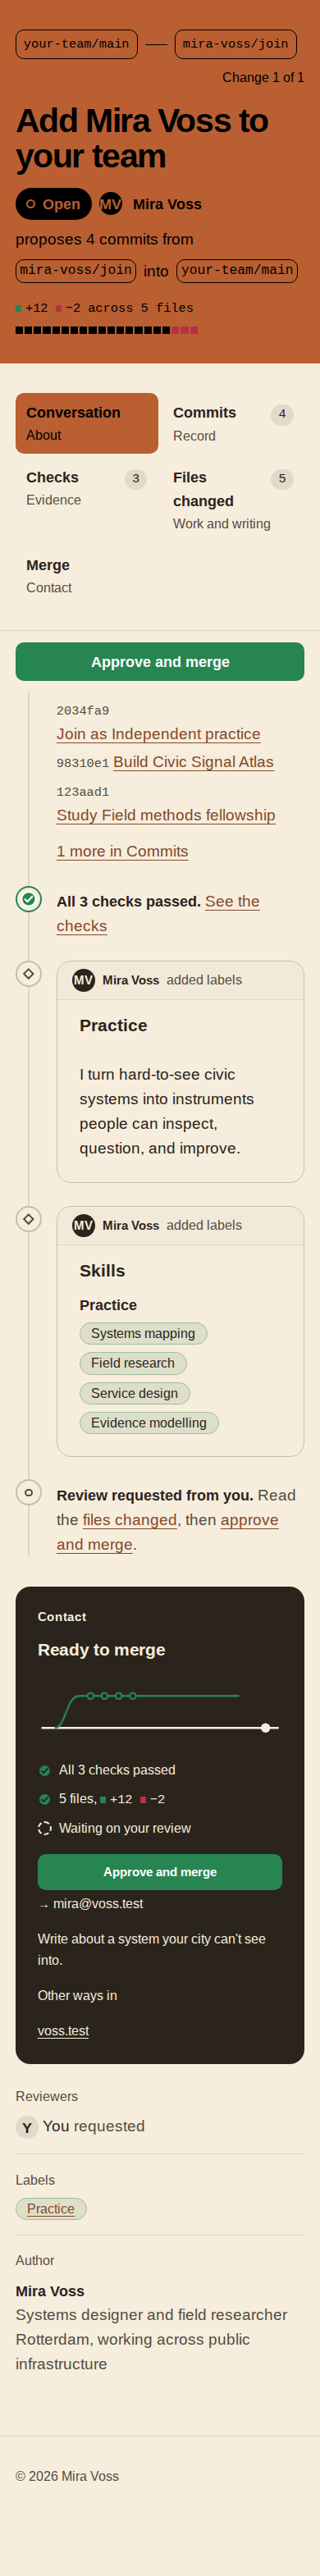 your-team/main — mira-voss/join
Change 1 of 1
Add Mira Voss to
your team
Open MV Mira Voss
proposes 4 commits from
mira-voss/join into your-team/main
+12 −2 across 5 files
Conversation
About
Commits 4
Record
Checks 3
Evidence
Files 5
changed
Work and writing
Merge
Contact
Approve and merge
2034fa9
Join as Independent practice
98310e1 Build Civic Signal Atlas
123aad1
Study Field methods fellowship
1 more in Commits
All 3 checks passed. See the
checks
MV Mira Voss added labels
Practice
I turn hard-to-see civic
systems into instruments
people can inspect,
question, and improve.
MV Mira Voss added labels
Skills
Practice
Systems mapping
Field research
Service design
Evidence modelling
Review requested from you. Read
the files changed, then approve
and merge.
Contact
Ready to merge
All 3 checks passed
5 files, +12 −2
Waiting on your review
Approve and merge
→ mira@voss.test
Write about a system your city can't see
into.
Other ways in
voss.test
Reviewers
Y You requested
Labels
Practice
Author
Mira Voss
Systems designer and field researcher
Rotterdam, working across public
infrastructure
© 2026 Mira Voss